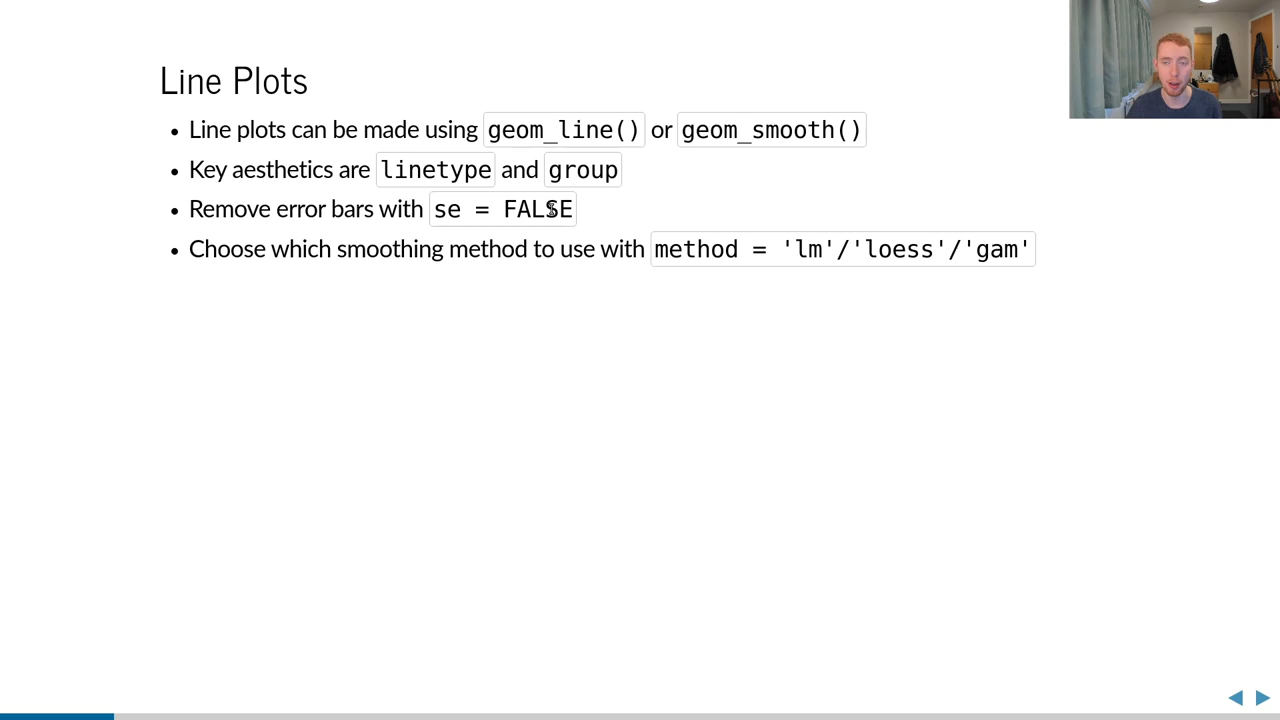 Line Plots
• Line plots can be made using geom_line() or geom_smooth()
• Key aesthetics are linetype and group
• Remove error bars with se = FALSE
• Choose which smoothing method to use with method = 'lm'/'loess'/'gam'